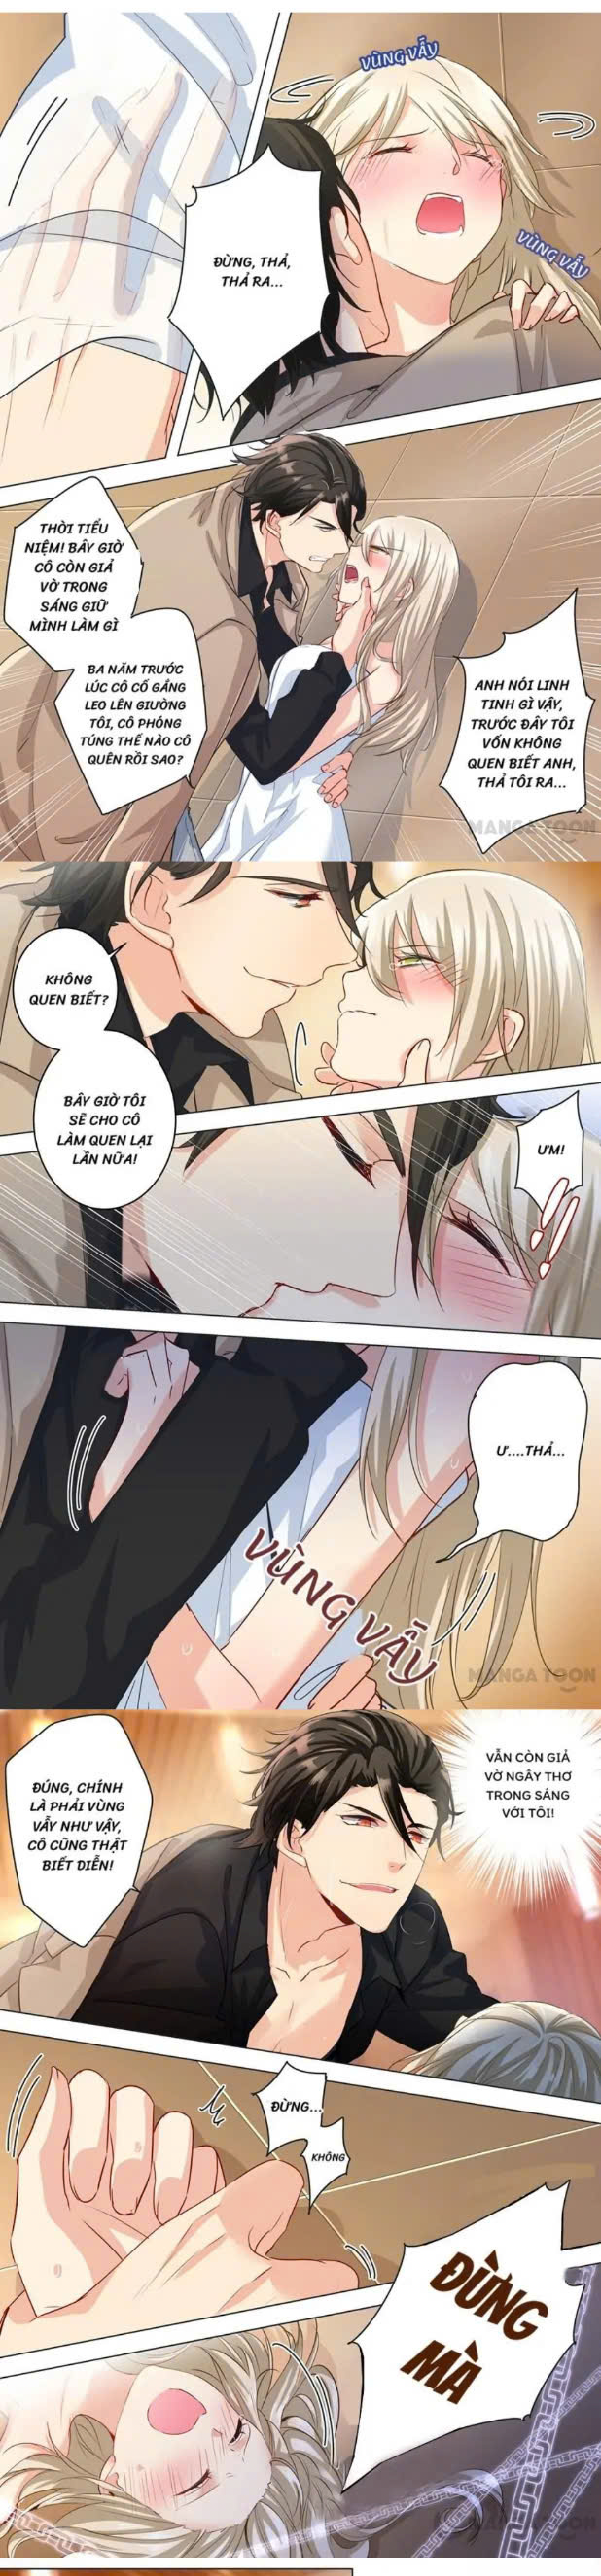 VÙNG VẪY
VÙNG VẪY
ĐỪNG, THẢ,
THẢ RA...
THỜI TIỂU
NIỆM! BÂY GIỜ
CÔ CÒN GIẢ
VỜ TRONG
SÁNG GIỮ
MÌNH LÀM GÌ
BA NĂM TRƯỚC
LÚC CÔ CỐ GẮNG
LEO LÊN GIƯỜNG
TÔI, CÔ PHÓNG
TÚNG THẾ NÀO CÔ
QUÊN RỒI SAO?
ANH NÓI LINH
TINH GÌ VẬY,
TRƯỚC ĐÂY TÔI
VỐN KHÔNG
QUEN BIẾT ANH,
THẢ TÔI RA...
MANGATOON
KHÔNG
QUEN BIẾT?
BÂY GIỜ TÔI
SẼ CHO CÔ
LÀM QUEN LẠI
LẦN NỮA!
ƯM!
!!
Ư....THẢ...
VÙNG VẪY
MANGATOON
ĐÚNG, CHÍNH
LÀ PHẢI VÙNG
VẪY NHƯ VẬY,
CÔ CŨNG THẬT
BIẾT DIỄN!
VẪN CÒN GIẢ
VỜ NGÂY THƠ
TRONG SÁNG
VỚI TÔI!
ĐỪNG...
KHÔNG
ĐỪNG
MÀ
MANGATOON